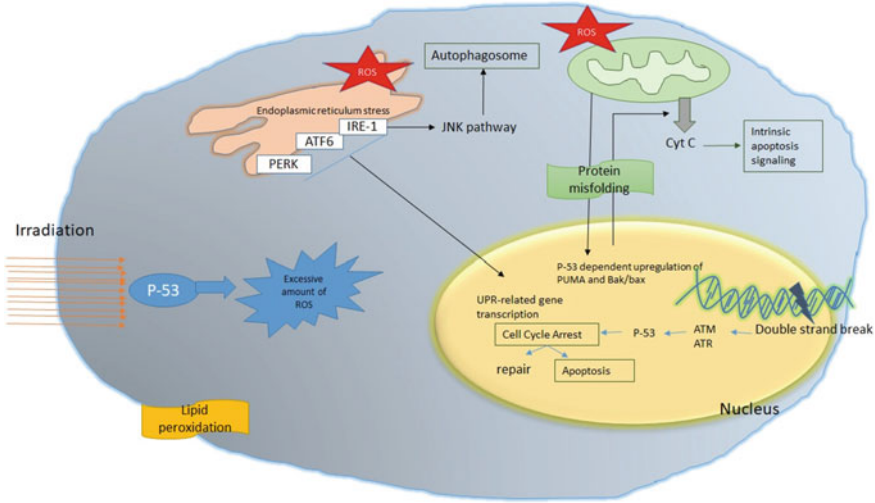 ROS
ROS
Autophagosome
Endoplasmic reticulum stress
IRE-1
ATF6
PERK
JNK pathway
Cyt C
Intrinsic
apoptosis
signaling
Protein
misfolding
Irradiation
P-53
Excessive
amount of
ROS
P-53 dependent upregulation of
PUMA and Bak/bax
UPR-related gene
transcription
Cell Cycle Arrest
P-53
ATM
ATR
Double strand break
repair
Apoptosis
Nucleus
Lipid
peroxidation